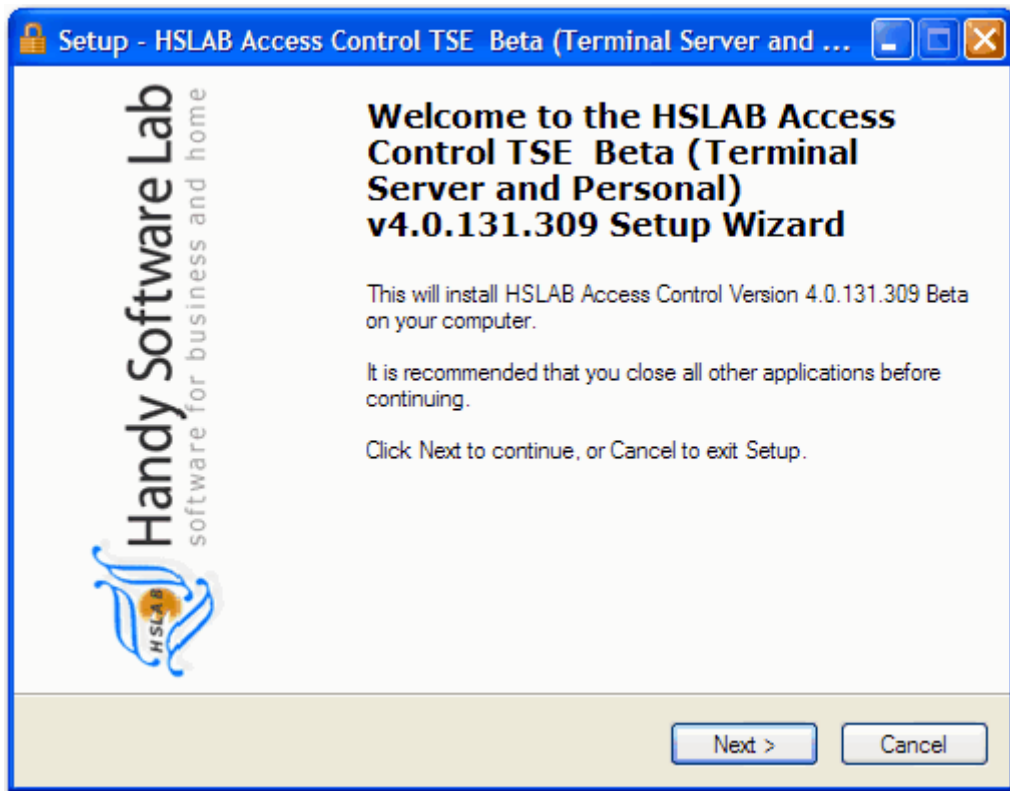 Setup - HSLAB Access Control TSE  Beta (Terminal Server and ...
Handy Software Lab
software for business and home
HSLAB
Welcome to the HSLAB Access
Control TSE  Beta (Terminal
Server and Personal)
v4.0.131.309 Setup Wizard
This will install HSLAB Access Control Version 4.0.131.309 Beta
on your computer.
It is recommended that you close all other applications before
continuing.
Click Next to continue, or Cancel to exit Setup.
Next >
Cancel